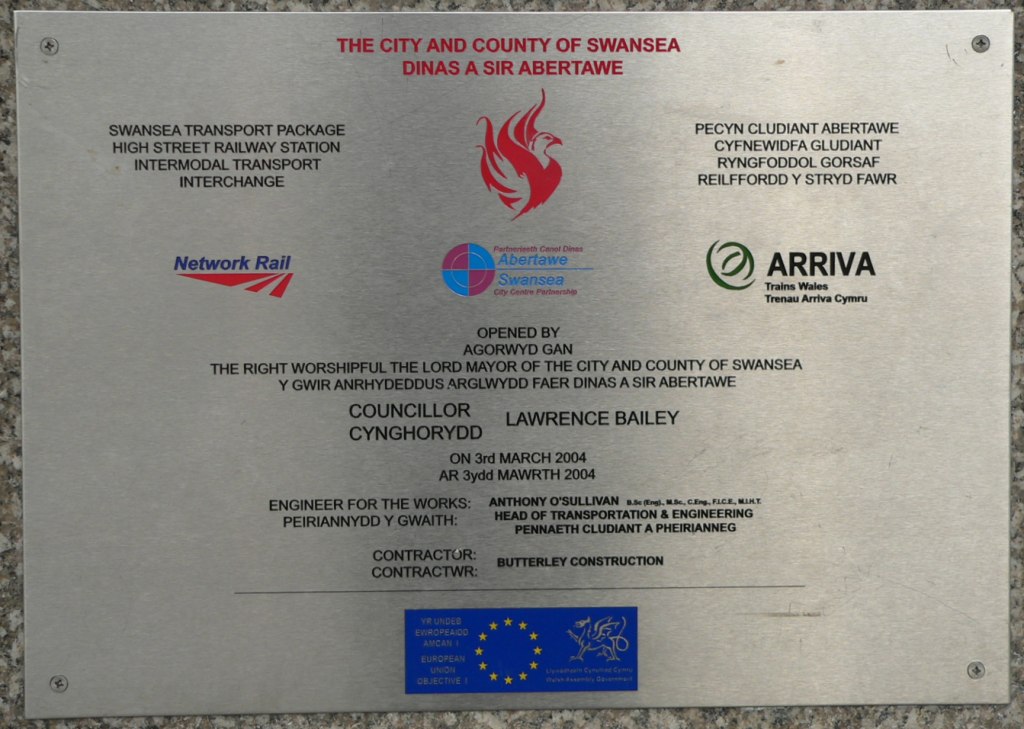 THE CITY AND COUNTY OF SWANSEA
DINAS A SIR ABERTAWE
SWANSEA TRANSPORT PACKAGE
HIGH STREET RAILWAY STATION
INTERMODAL TRANSPORT
INTERCHANGE
PECYN CLUDIANT ABERTAWE
CYFNEWIDFA GLUDIANT
RYNGFODDOL GORSAF
REILFFORDD Y STRYD FAWR
Network Rail
Partneriaeth Canol Dinas
Abertawe
Swansea
City Centre Partnership
ARRIVA
Trains Wales
Trenau Arriva Cymru
OPENED BY
AGORWYD GAN
THE RIGHT WORSHIPFUL THE LORD MAYOR OF THE CITY AND COUNTY OF SWANSEA
Y GWIR ANRHYDEDDUS ARGLWYDD FAER DINAS A SIR ABERTAWE
COUNCILLOR
CYNGHORYDD
LAWRENCE BAILEY
ON 3rd MARCH 2004
AR 3ydd MAWRTH 2004
ENGINEER FOR THE WORKS:
PEIRIANNYDD Y GWAITH:
ANTHONY O'SULLIVAN B.Sc (Eng)., M.Sc., C.Eng., F.I.C.E., M.I.H.T.
HEAD OF TRANSPORTATION & ENGINEERING
PENNAETH CLUDIANT A PHEIRIANNEG
CONTRACTOR:
CONTRACTWR:
BUTTERLEY CONSTRUCTION
YR UNDEB
EWROPEAIDD
AMCAN I
EUROPEAN
UNION
OBJECTIVE I
Llywodraeth Cynulliad Cymru
Welsh Assembly Government